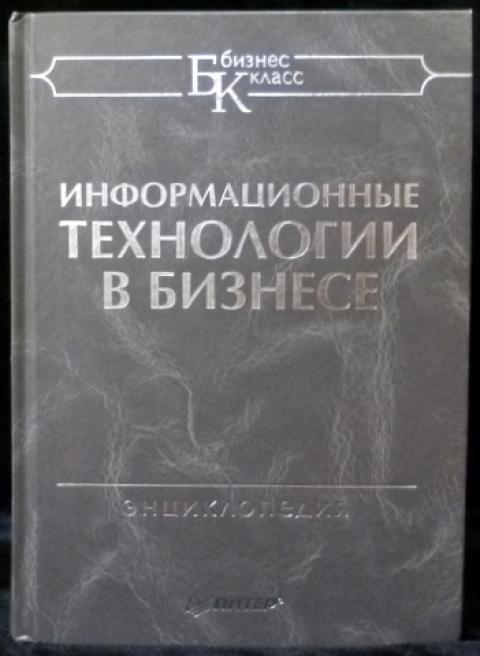 бизнес
БК класс
ИНФОРМАЦИОННЫЕ
ТЕХНОЛОГИИ
В БИЗНЕСЕ
энциклопедия
ПИТЕР